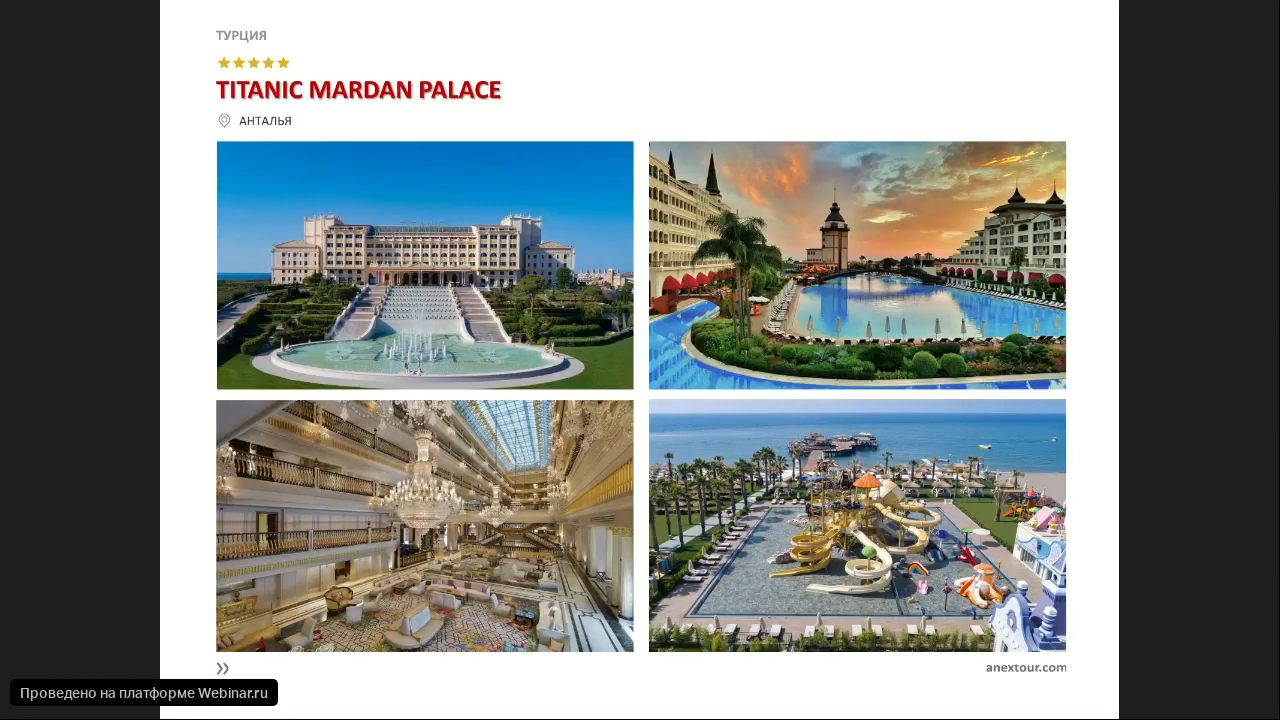 ТУРЦИЯ
TITANIC MARDAN PALACE
АНТАЛЬЯ
anextour.com
Проведено на платформе Webinar.ru